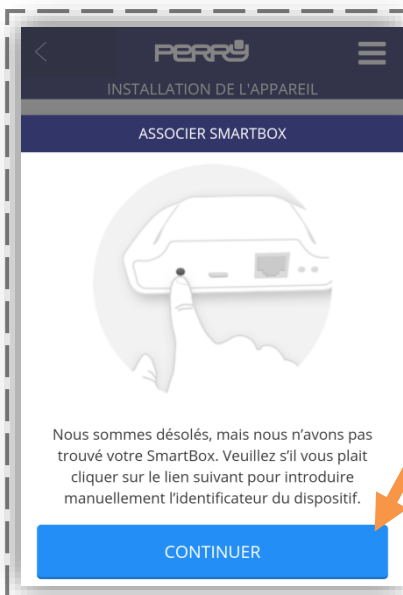 PERRY
INSTALLATION DE L'APPAREIL
ASSOCIER SMARTBOX
Nous sommes désolés, mais nous n'avons pas
trouvé votre SmartBox. Veuillez s'il vous plait
cliquer sur le lien suivant pour introduire
manuellement l'identificateur du dispositif.
CONTINUER